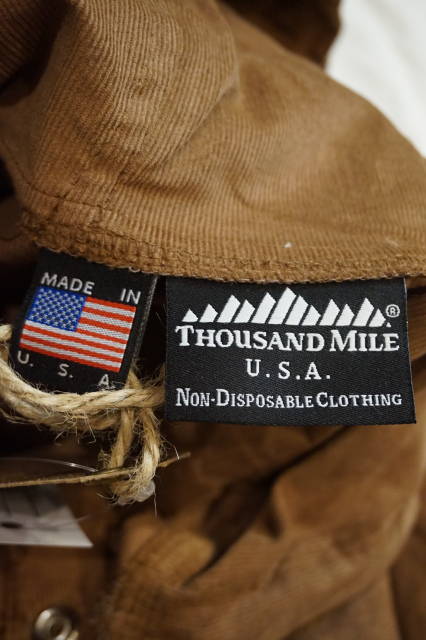 MADE IN
U. S. A.
®
THOUSAND MILE
U.S.A.
NON-DISPOSABLE CLOTHING